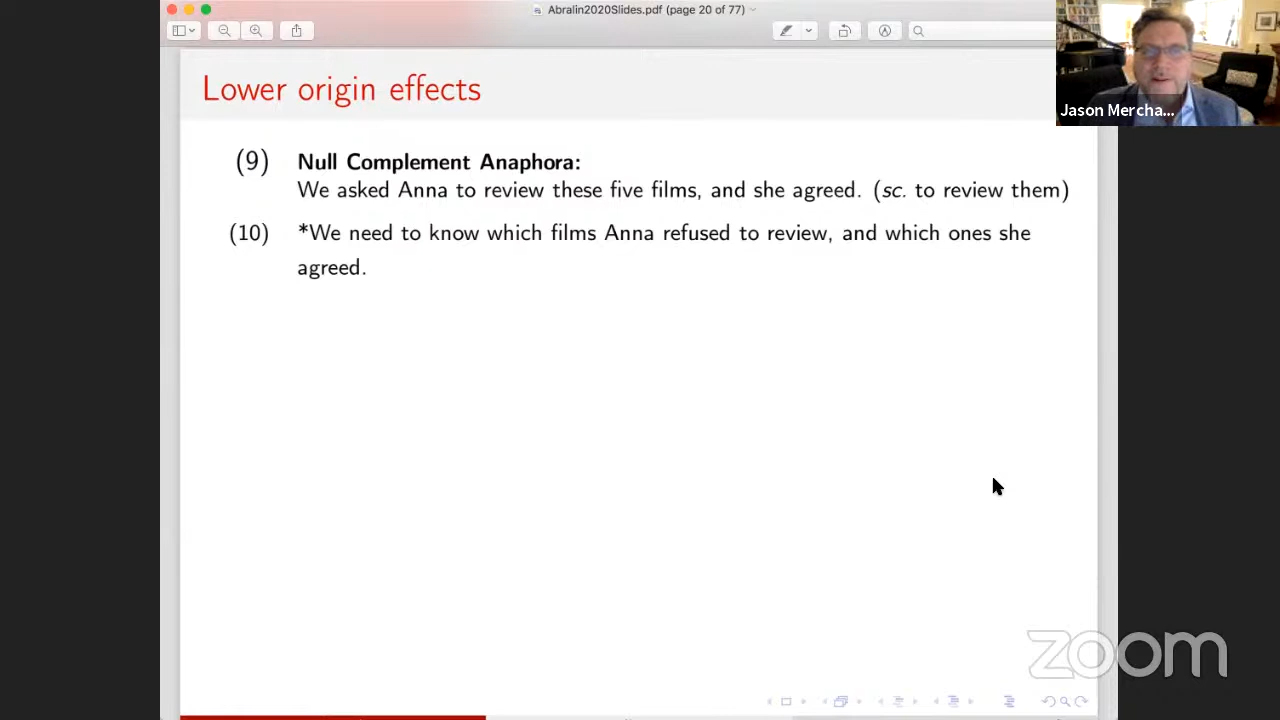 Abralin2020Slides.pdf (page 20 of 77)
Jason Mercha...
Lower origin effects
(9) Null Complement Anaphora:
We asked Anna to review these five films, and she agreed. (sc. to review them)
(10) *We need to know which films Anna refused to review, and which ones she
agreed.
zoom